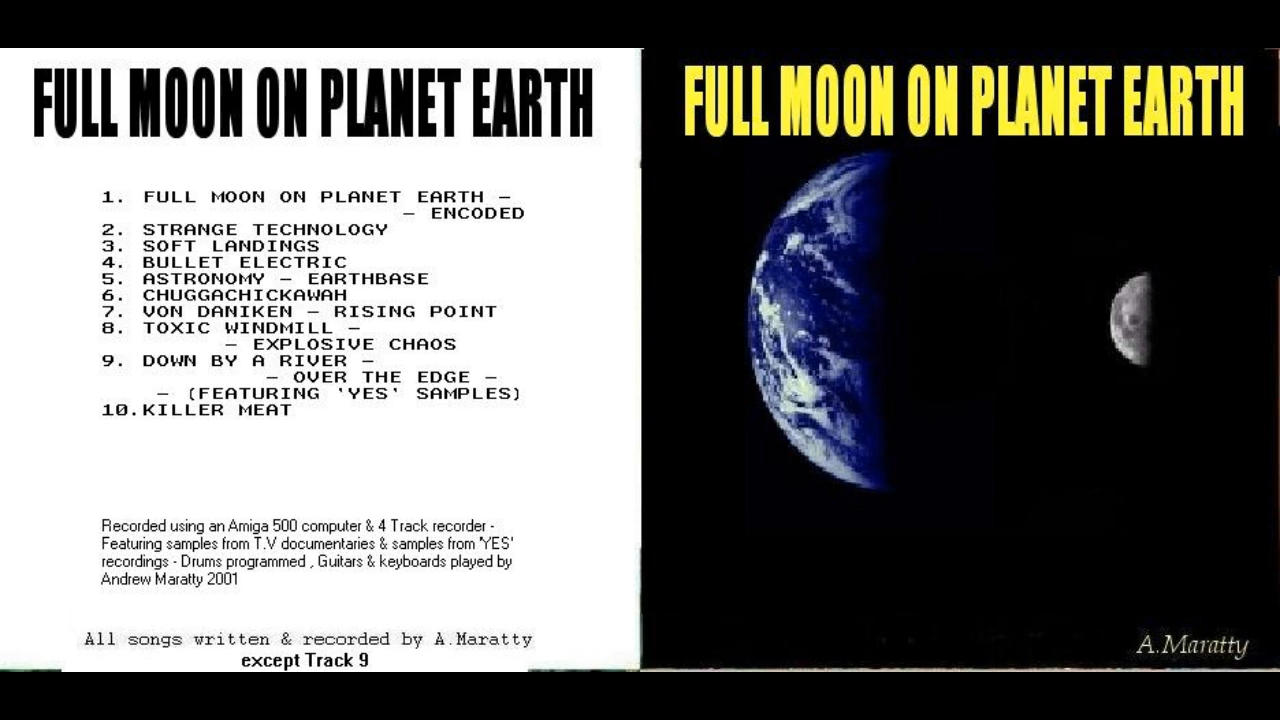 FULL MOON ON PLANET EARTH
1. FULL MOON ON PLANET EARTH –
– ENCODED
2. STRANGE TECHNOLOGY
3. SOFT LANDINGS
4. BULLET ELECTRIC
5. ASTRONOMY – EARTHBASE
6. CHUGGACHICKAWAH
7. VON DANIKEN – RISING POINT
8. TOXIC WINDMILL –
– EXPLOSIVE CHAOS
9. DOWN BY A RIVER –
– OVER THE EDGE –
– (FEATURING 'YES' SAMPLES)
10.KILLER MEAT
Recorded using an Amiga 500 computer & 4 Track recorder -
Featuring samples from T.V documentaries & samples from 'YES'
recordings - Drums programmed , Guitars & keyboards played by
Andrew Maratty 2001
All songs written & recorded by A.Maratty
except Track 9
FULL MOON ON PLANET EARTH
A.Maratty